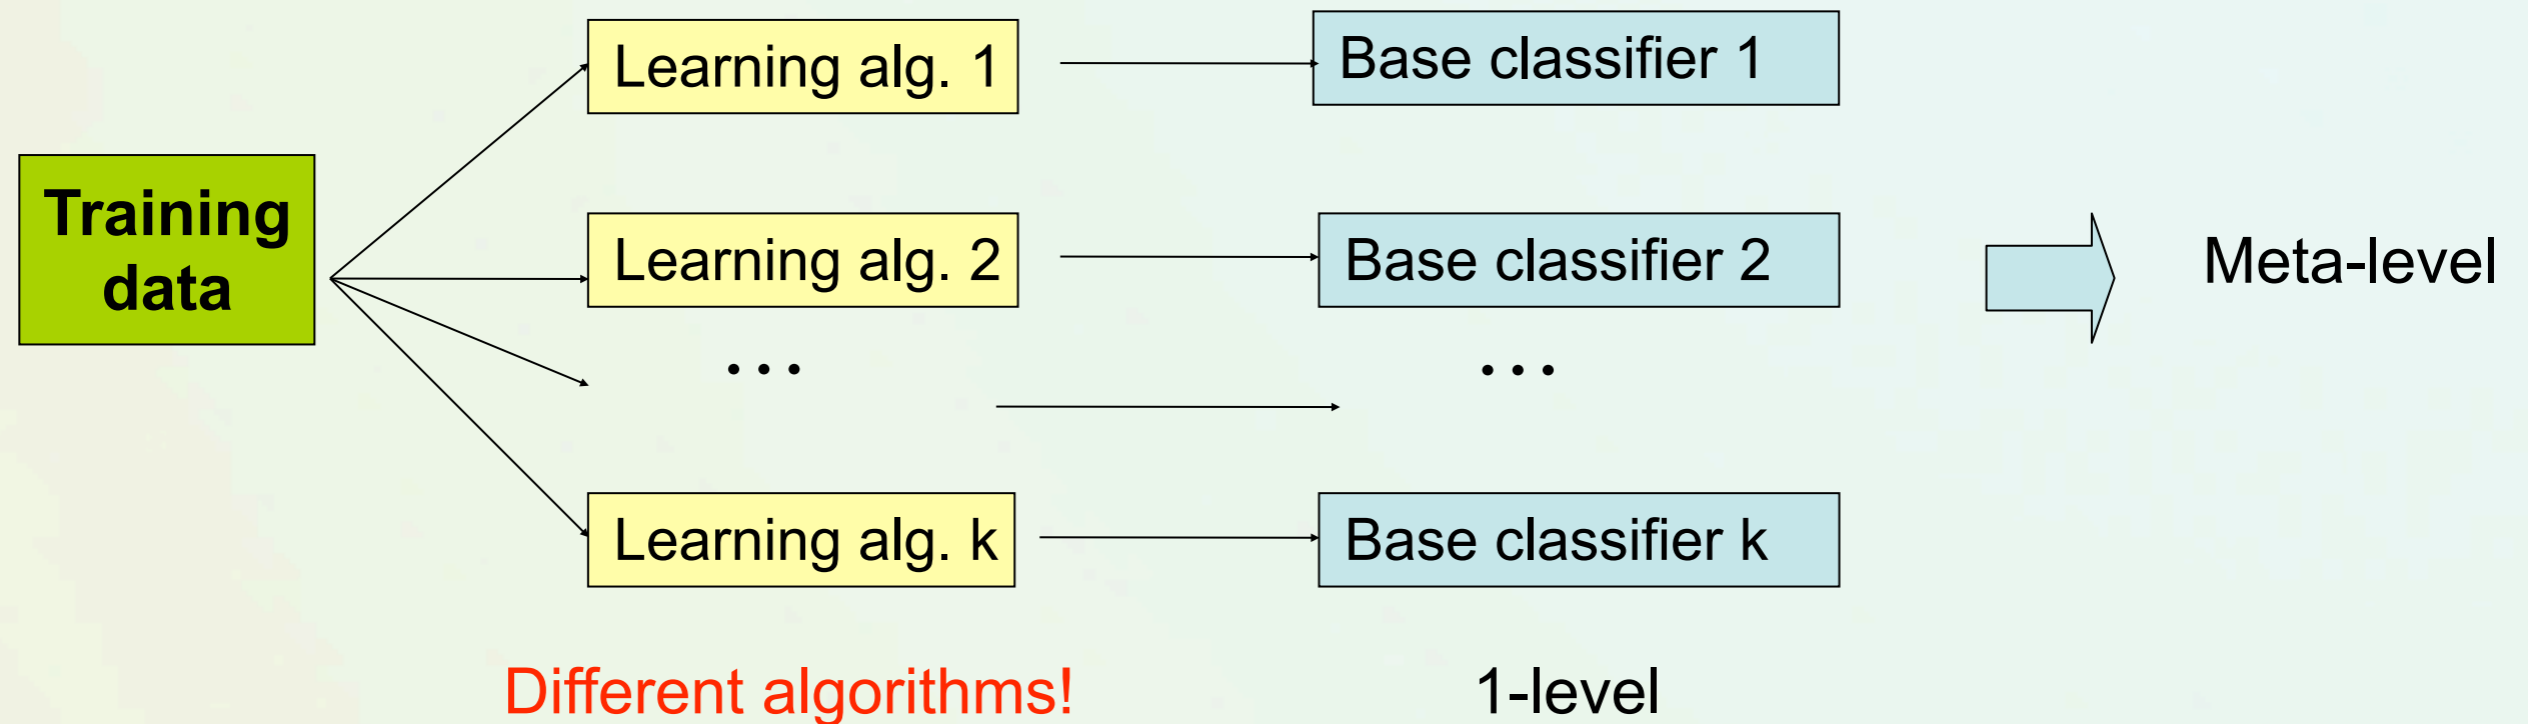 Learning alg. 1
Base classifier 1
Training
data
Learning alg. 2
Base classifier 2
Meta-level
...
...
Learning alg. k
Base classifier k
Different algorithms!
1-level